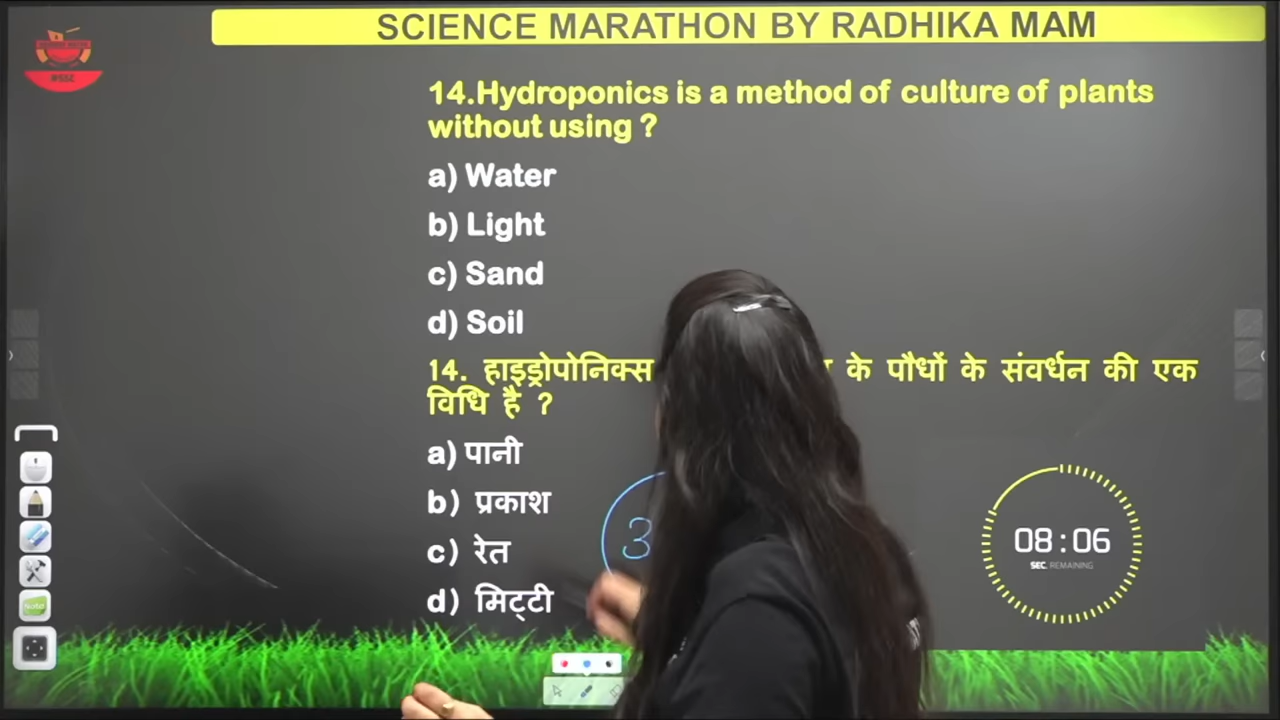 SCIENCE MARATHON BY RADHIKA MAM
14.Hydroponics is a method of culture of plants
without using ?
a) Water
b) Light
c) Sand
d) Soil
14. हाइड्रोपोनिक्स के पौधों के संवर्धन की एक
विधि है ?
a) पानी
b) प्रकाश
c) रेत
d) मिट्टी
3
08:06
SEC. REMAINING
Note